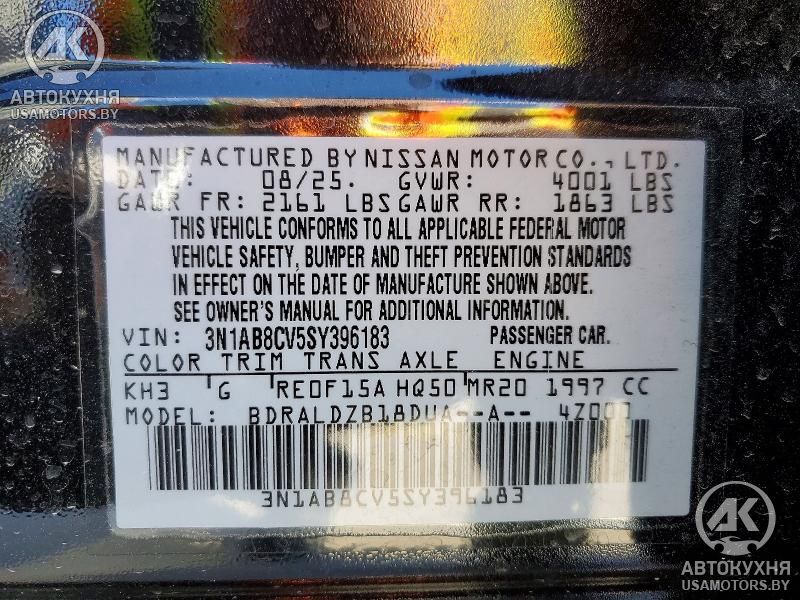 AK
АВТОКУХНЯ
USAMOTORS.BY
MANUFACTURED BY NISSAN MOTOR CO., LTD.
DATE: 08/25. GVWR: 4001 LBS
GAWR FR: 2161 LBS GAWR RR: 1863 LBS
THIS VEHICLE CONFORMS TO ALL APPLICABLE FEDERAL MOTOR
VEHICLE SAFETY, BUMPER AND THEFT PREVENTION STANDARDS
IN EFFECT ON THE DATE OF MANUFACTURE SHOWN ABOVE.
SEE OWNER'S MANUAL FOR ADDITIONAL INFORMATION.
VIN: 3N1AB8CV5SY396183 PASSENGER CAR.
COLOR TRIM TRANS AXLE ENGINE
KH3 G RE0F15A HQ50 MR20 1997 CC
MODEL: BDRALDZB18DUA--A-- 4Z000
3N1AB8CV5SY396183
AK
АВТОКУХНЯ
USAMOTORS.BY